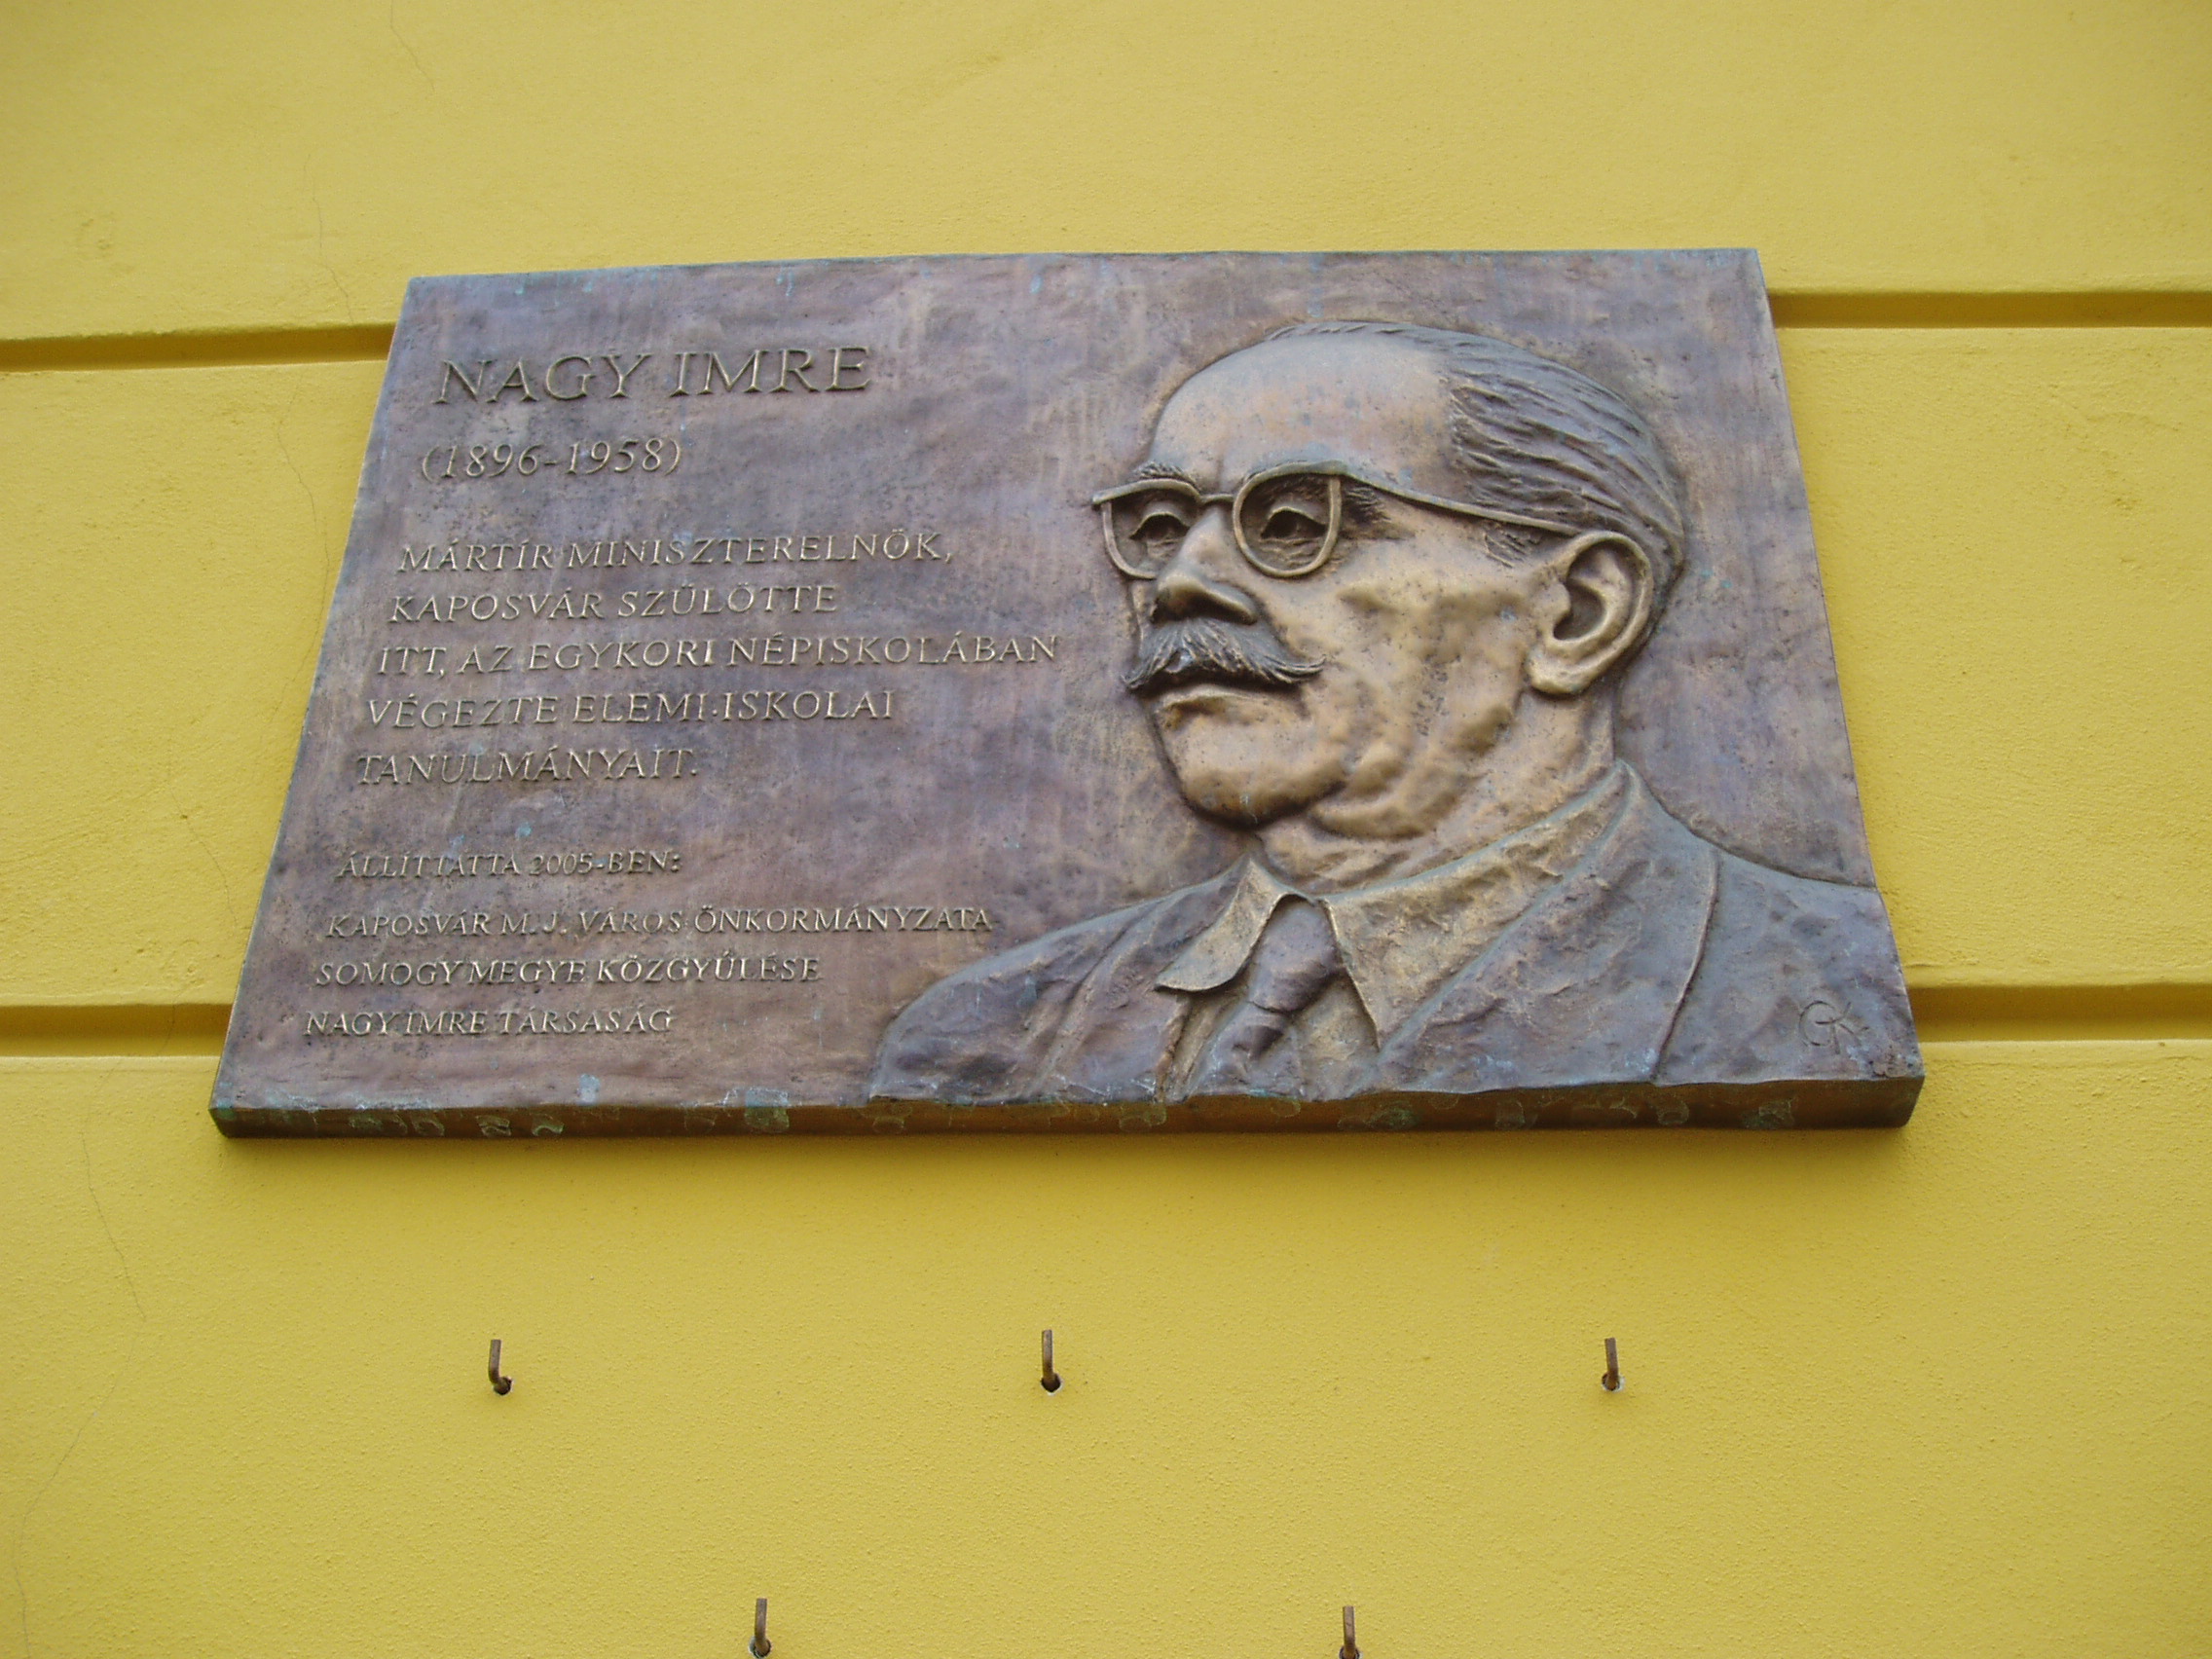 NAGY IMRE
(1896-1958)
MÁRTÍR MINISZTERELNÖK,
KAPOSVÁR SZÜLÖTTE
ITT, AZ EGYKORI NÉPISKOLÁBAN
VÉGEZTE ELEMI ISKOLAI
TANULMÁNYAIT.
ÁLLÍTTATTA 2005-BEN:
KAPOSVÁR M. J. VÁROS ÖNKORMÁNYZATA
SOMOGY MEGYE KÖZGYŰLÉSE
NAGY IMRE TÁRSASÁG
GK